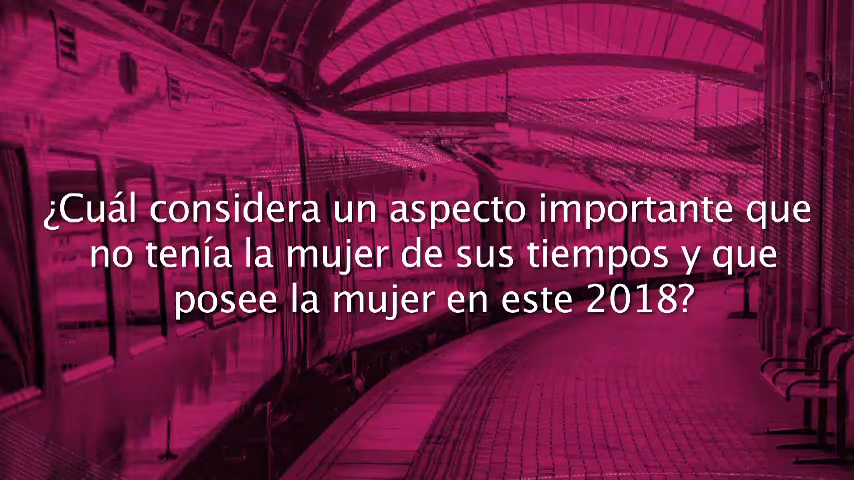 ¿Cuál considera un aspecto importante que
no tenía la mujer de sus tiempos y que
posee la mujer en este 2018?